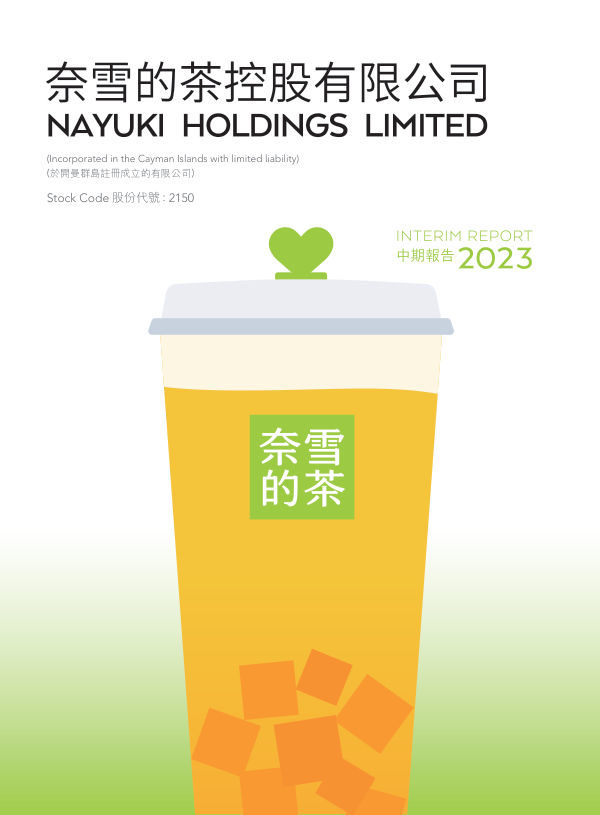 奈雪的茶控股有限公司
NAYUKI HOLDINGS LIMITED
(Incorporated in the Cayman Islands with limited liability)
(於開曼群島註冊成立的有限公司)
Stock Code 股份代號 : 2150
INTERIM REPORT
中期報告 2023
奈雪
的茶